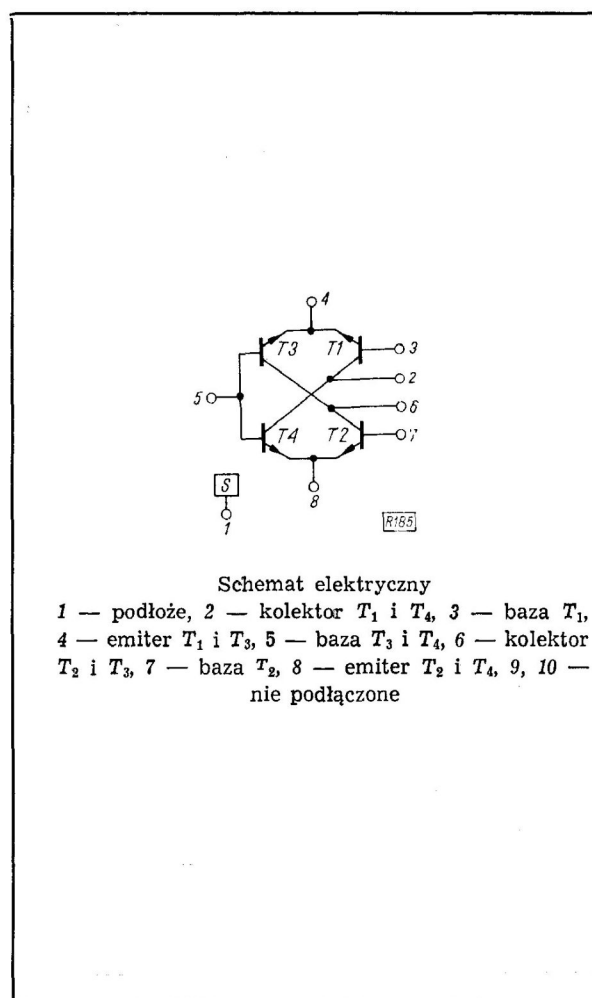 4
T3 T1 3
2
5 6
T4 T2 7
S 8
1 R185
Schemat elektryczny
1 — podłoże, 2 — kolektor T₁ i T₄, 3 — baza T₁,
4 — emiter T₁ i T₃, 5 — baza T₃ i T₄, 6 — kolektor
T₂ i T₃, 7 — baza T₂, 8 — emiter T₂ i T₄, 9, 10 —
nie podłączone